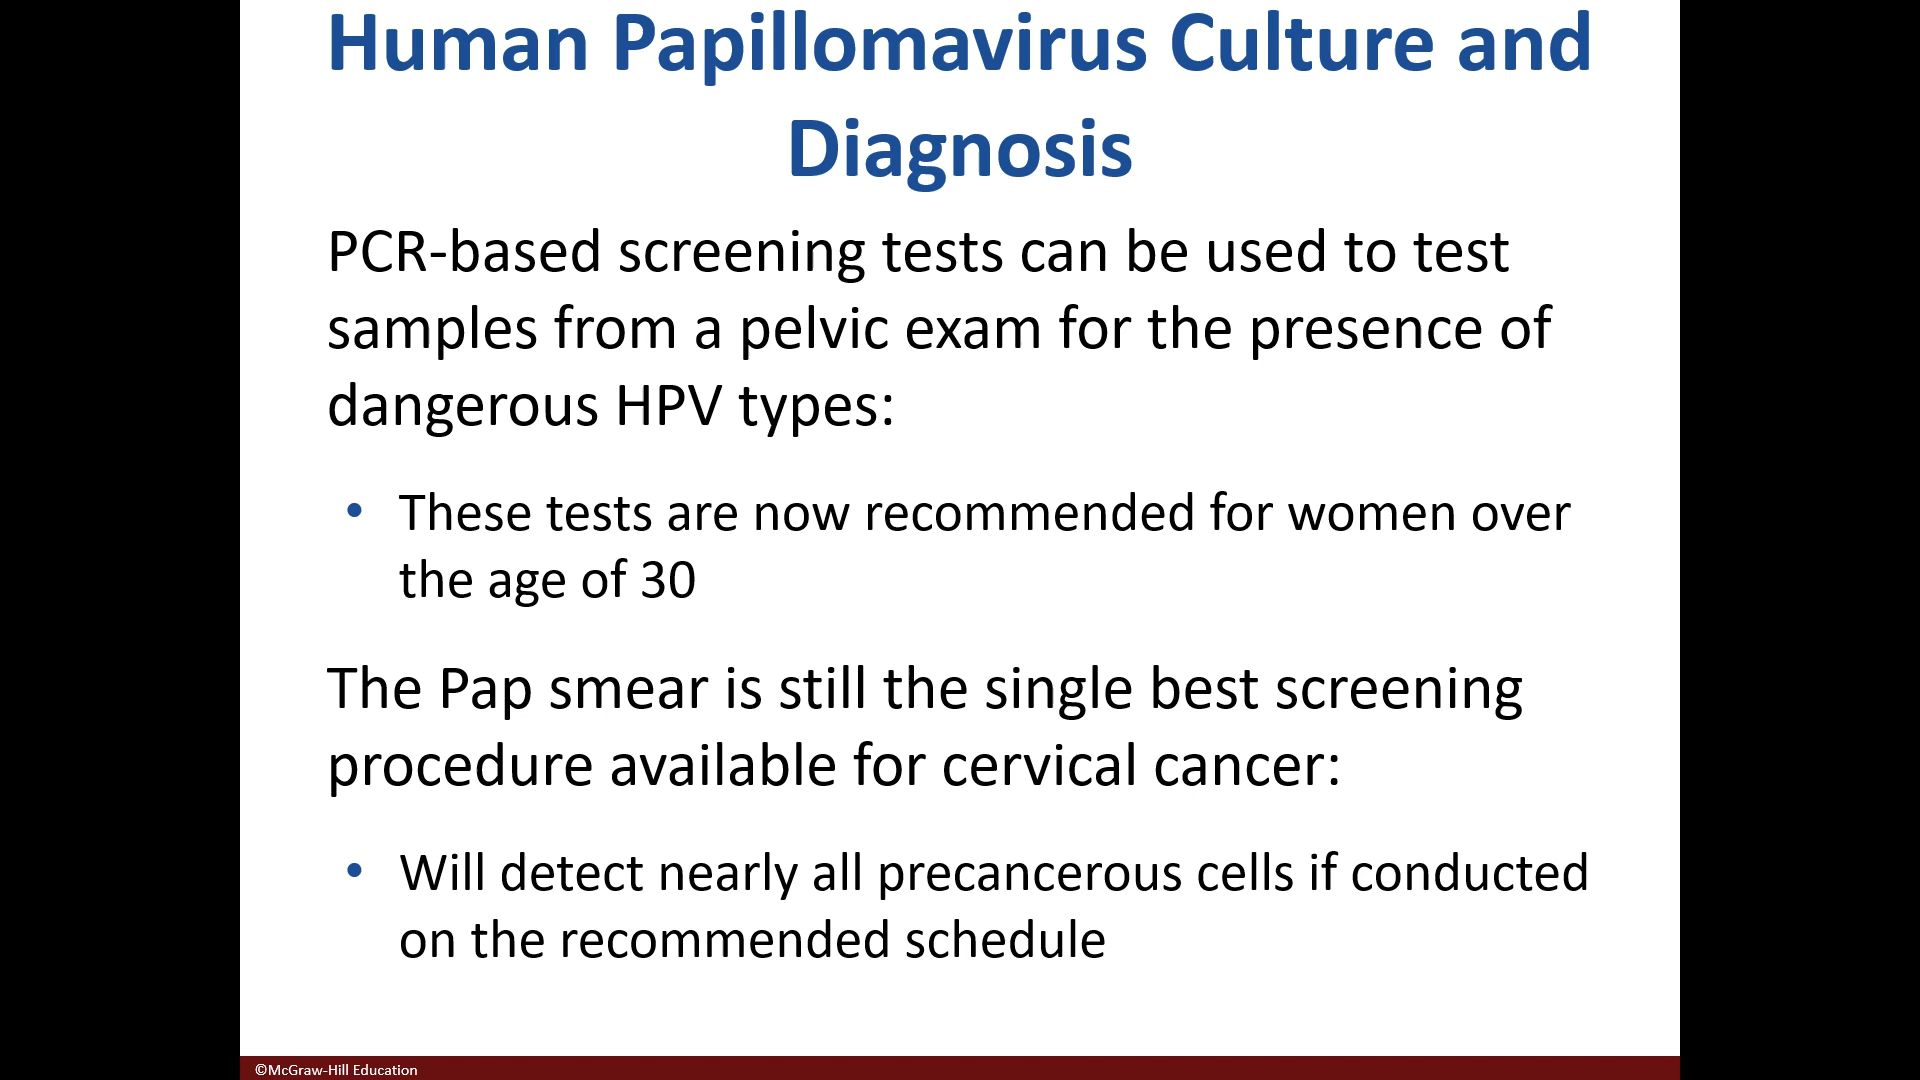 Human Papillomavirus Culture and
Diagnosis
PCR-based screening tests can be used to test
samples from a pelvic exam for the presence of
dangerous HPV types:
• These tests are now recommended for women over
the age of 30
The Pap smear is still the single best screening
procedure available for cervical cancer:
• Will detect nearly all precancerous cells if conducted
on the recommended schedule
©McGraw-Hill Education